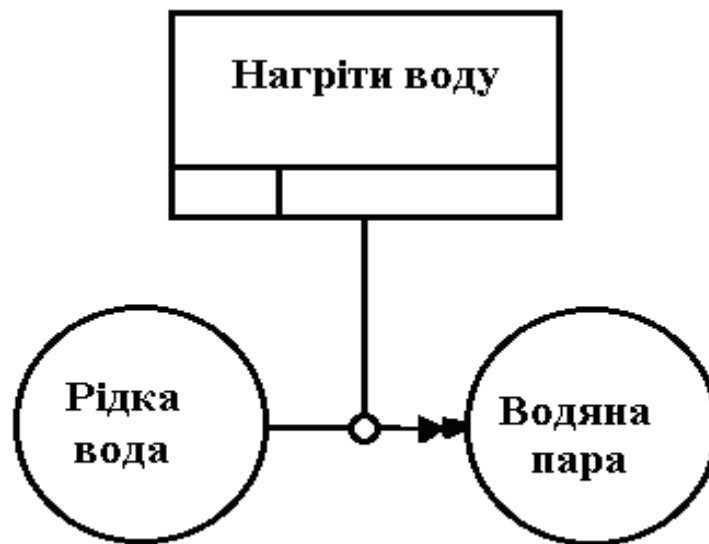 Нагріти воду
Рідка
вода
Водяна
пара